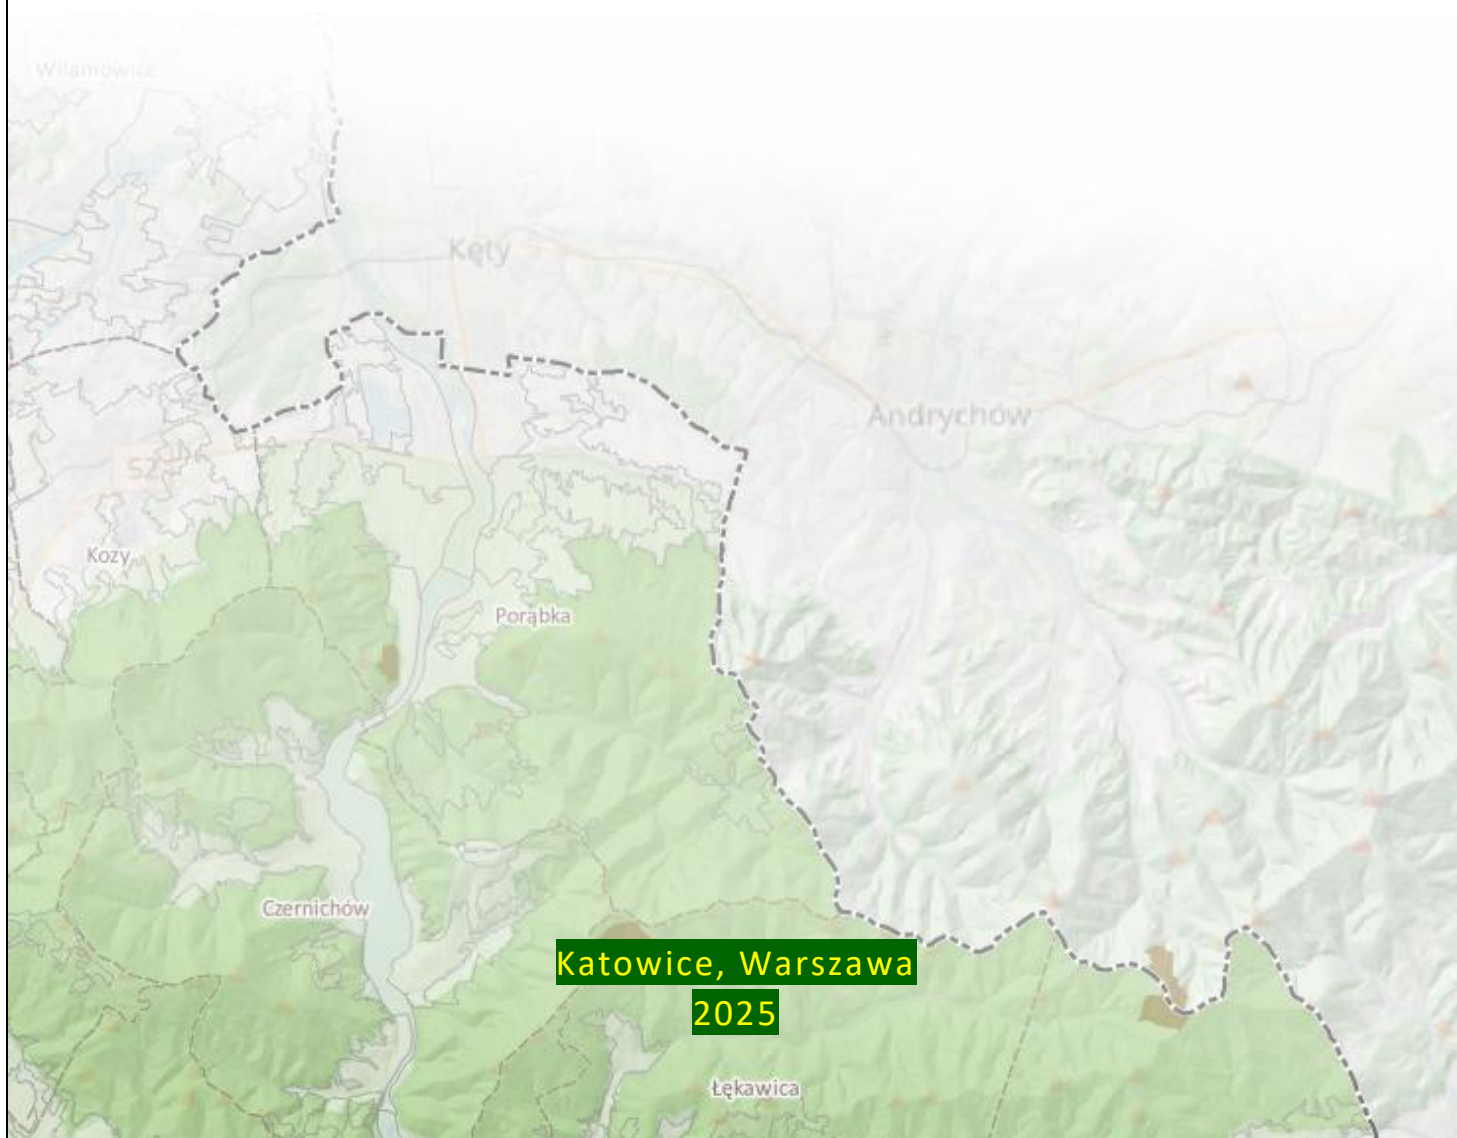 Wilamowice
Kęty
Andrychów
52
Kozy
Porąbka
Czernichów
Katowice, Warszawa
2025
Łękawica